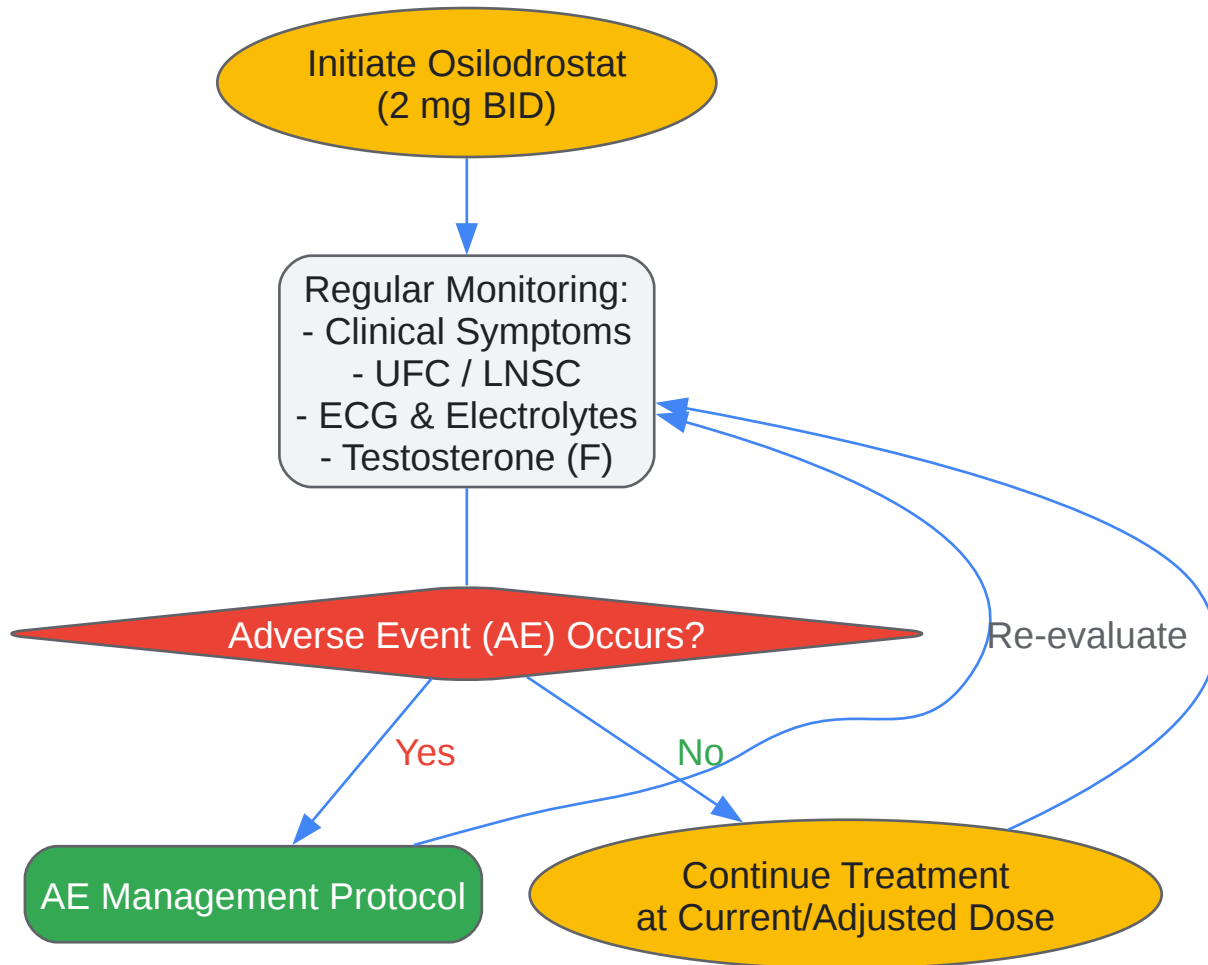 Initiate Osilodrostat
(2 mg BID)
Regular Monitoring:
- Clinical Symptoms
- UFC / LNSC
- ECG & Electrolytes
- Testosterone (F)
Adverse Event (AE) Occurs?
Re-evaluate
Yes
No
AE Management Protocol
Continue Treatment
at Current/Adjusted Dose